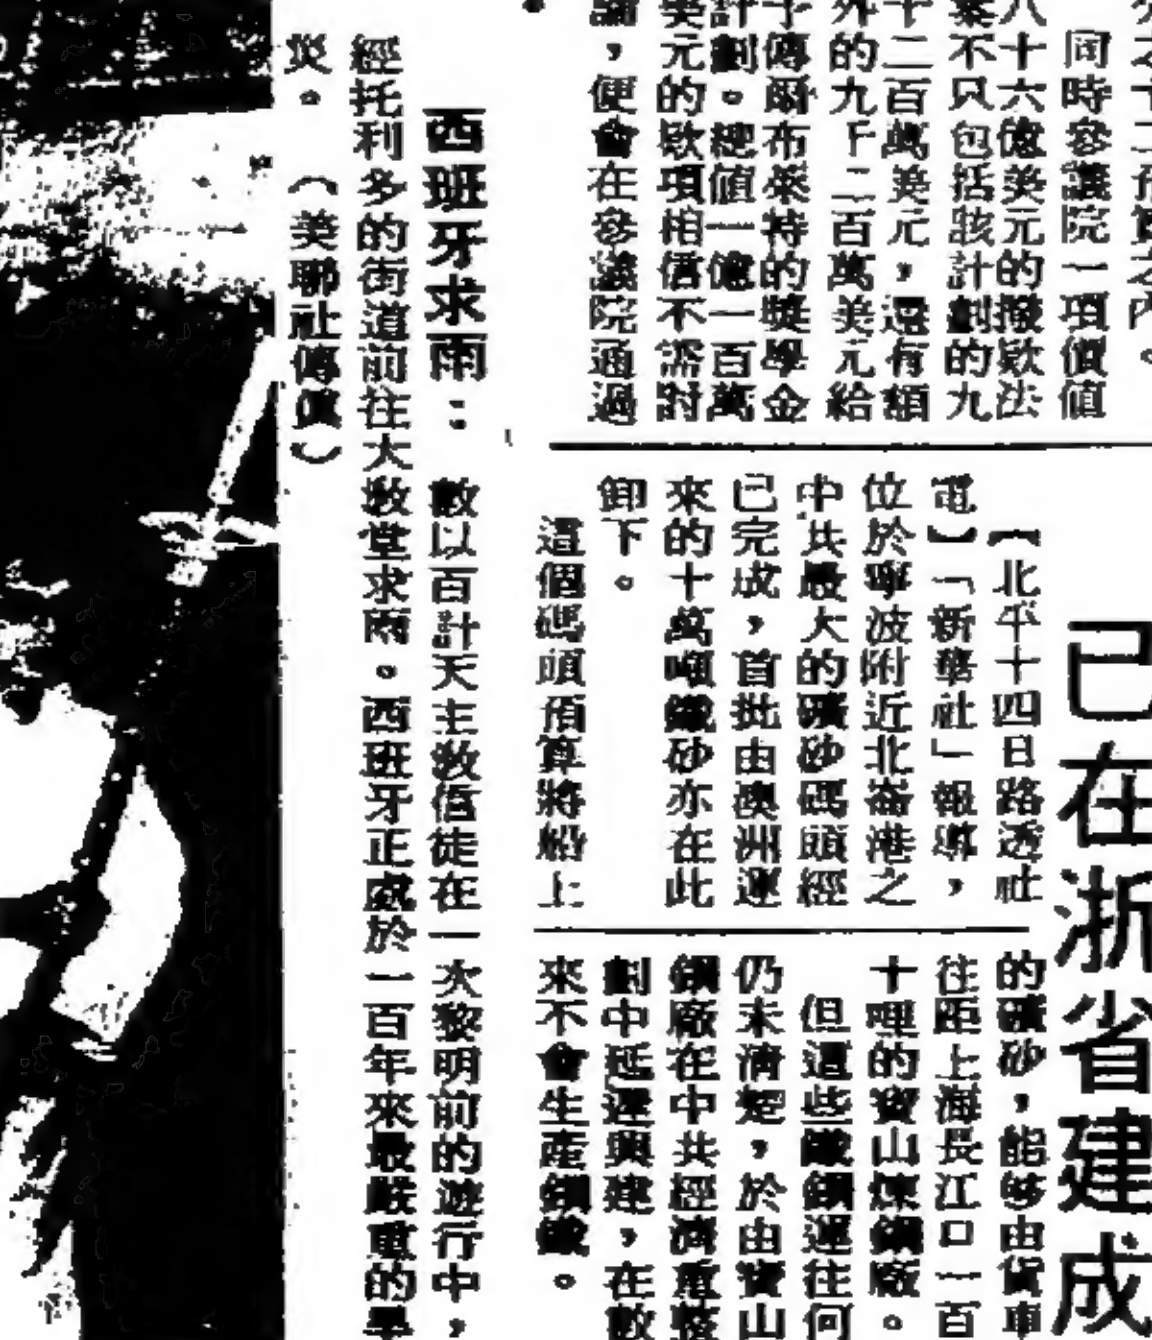 同時參議院一項價值
八十六億美元的撥欵法
案不只包括該計劃的九
十二百萬美元，還有額
外的九千二百萬美元給
予傅爾布萊特的獎學金
計劃。總值一億一百萬
美元的欵項相信不需討
論，便會在參議院通過
已在浙省建成
【北平十四日路透社
電】「新華社」報導，
位於寧波附近北崙港之
中共最大的礦砂碼頭經
已完成，首批由澳洲運
來的十萬噸鐵砂亦在此
卸下。
這個碼頭預算將船上
的礦砂，能够由貨車
往距上海長江口一百
十哩的寶山煉鋼廠。
但這些鐵鋼運往何
仍未清楚，於由寶山
鋼廠在中共經濟重整
劃中延遲興建，在數
來不會生產鋼鐵。
西班牙求雨：
數以百計天主教信徒在一次黎明前的遊行中，
經托利多的街道前往大教堂求雨。西班牙正處於一百年來最嚴重的旱
災。（美聯社傳真）